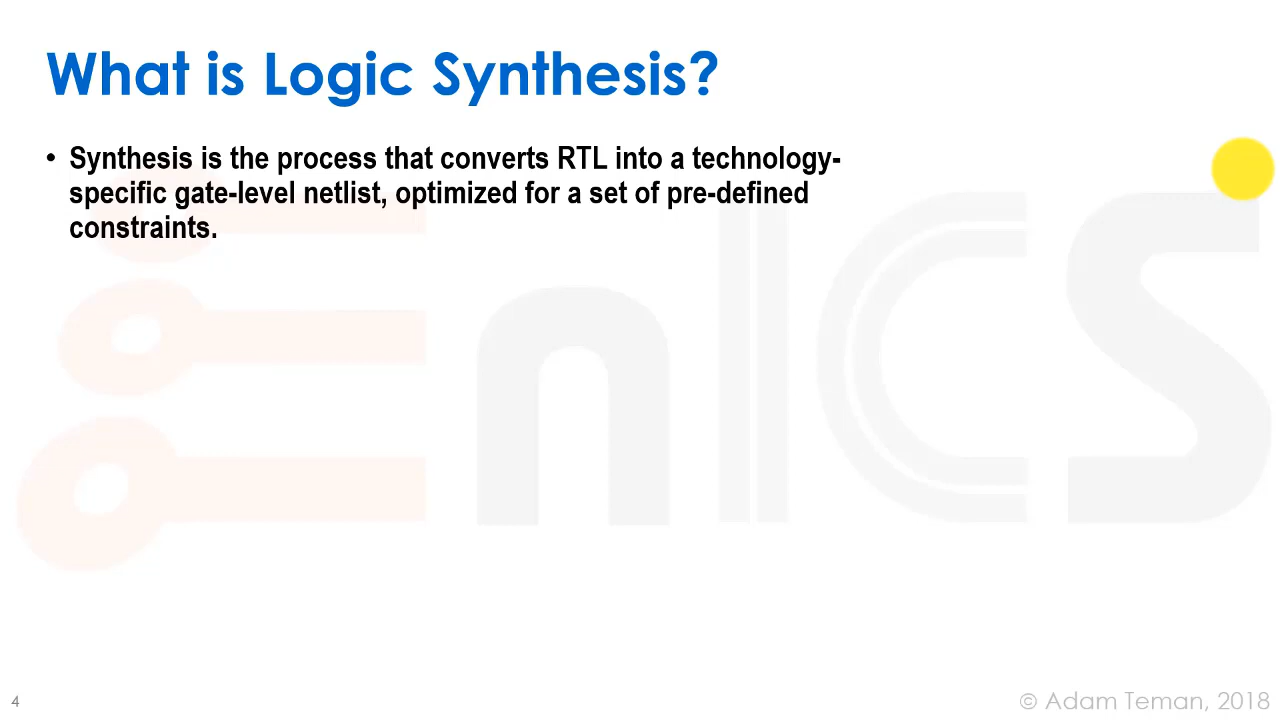 What is Logic Synthesis?
• Synthesis is the process that converts RTL into a technology-
specific gate-level netlist, optimized for a set of pre-defined
constraints.
EnICS
4
© Adam Teman, 2018